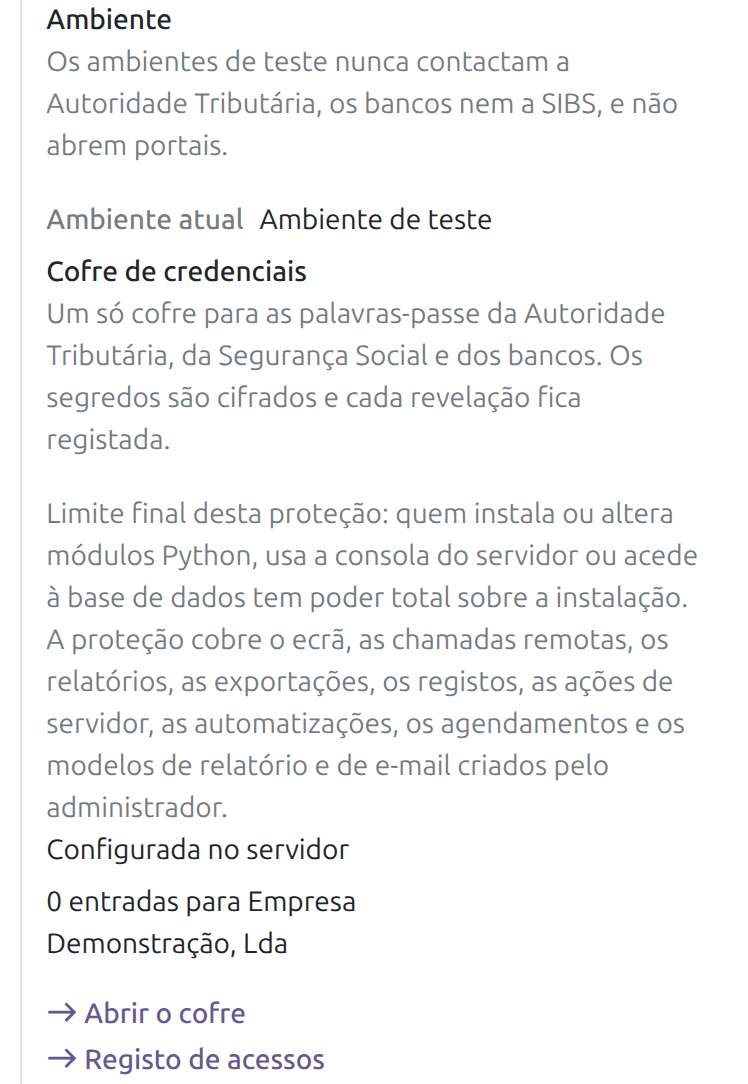 Ambiente
Os ambientes de teste nunca contactam a
Autoridade Tributária, os bancos nem a SIBS, e não
abrem portais.
Ambiente atual Ambiente de teste
Cofre de credenciais
Um só cofre para as palavras-passe da Autoridade
Tributária, da Segurança Social e dos bancos. Os
segredos são cifrados e cada revelação fica
registada.
Limite final desta proteção: quem instala ou altera
módulos Python, usa a consola do servidor ou acede
à base de dados tem poder total sobre a instalação.
A proteção cobre o ecrã, as chamadas remotas, os
relatórios, as exportações, os registos, as ações de
servidor, as automatizações, os agendamentos e os
modelos de relatório e de e-mail criados pelo
administrador.
Configurada no servidor
0 entradas para Empresa
Demonstração, Lda
→ Abrir o cofre
→ Registo de acessos